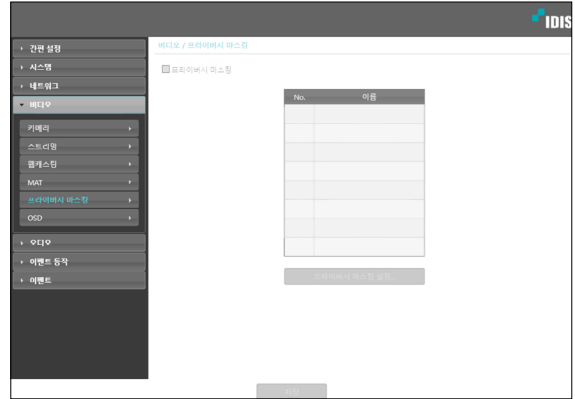 IDIS
간편 설정
시스템
네트워크
비디오
카메라
스트리밍
웹캐스팅
MAT
프라이버시 마스킹
OSD
오디오
이벤트 동작
이벤트
비디오 / 프라이버시 마스킹
프라이버시 마스킹
No. 이름
프라이버시 마스킹 설정...
저장